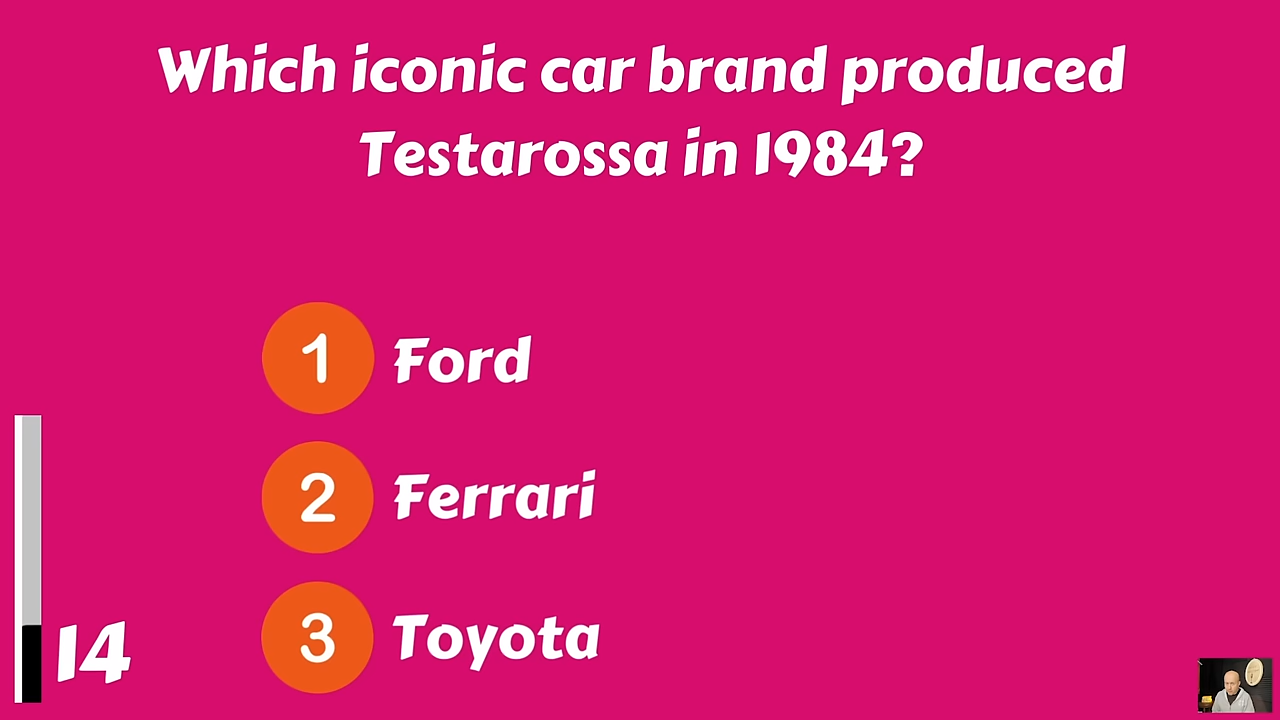 Which iconic car brand produced
Testarossa in 1984?
1 Ford
2 Ferrari
3 Toyota
14